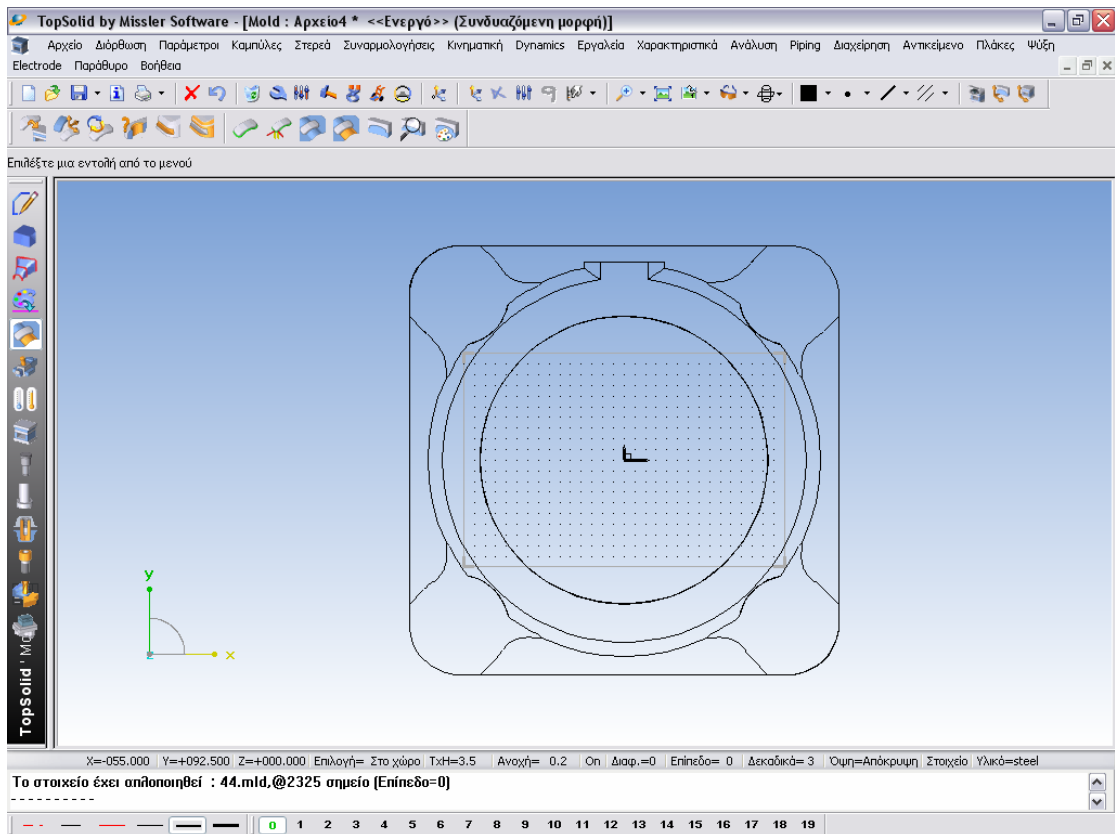 TopSolid by Missler Software - [Mold : Αρχείο4 * <<Ενεργό>> (Συνδυαζόμενη μορφή)]
Αρχείο Διόρθωση Παράμετροι Καμπύλες Στερεά Συναρμολογήσεις Κινηματική Dynamics Εργαλεία Χαρακτηριστικά Ανάλυση Piping Διαχείρηση Αντικείμενο Πλάκες Ψύξη
Electrode Παράθυρο Βοήθεια
Επιλέξτε μια εντολή από το μενού
y
z x
TopSolid ' Mo
X=-055.000 Y=+092.500 Z=+000.000 Επιλογή= Στο χώρο TxH=3.5 Ανοχή= 0.2 On Διαφ.=0 Επίπεδο= 0 Δεκαδικά= 3 Όψη=Απόκρυψη Στοιχείο Υλικό=steel
Το στοιχείο έχει απλοποιηθεί : 44.mld,@2325 σημείο (Επίπεδο=0)
----------
0 1 2 3 4 5 6 7 8 9 10 11 12 13 14 15 16 17 18 19